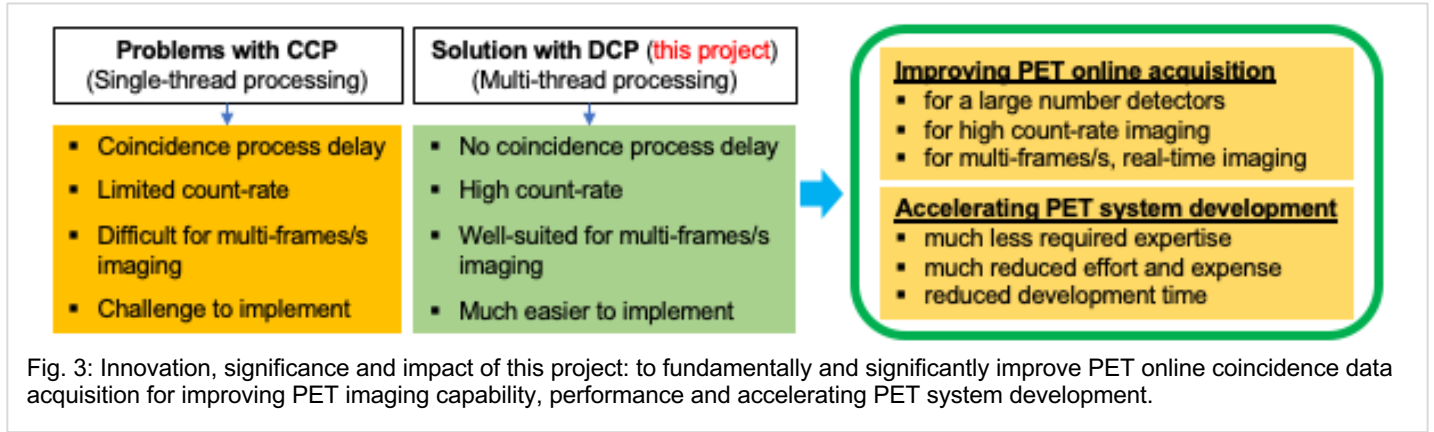 Problems with CCP
(Single-thread processing)
▪ Coincidence process delay
▪ Limited count-rate
▪ Difficult for multi-frames/s
imaging
▪ Challenge to implement
Solution with DCP (this project)
(Multi-thread processing)
▪ No coincidence process delay
▪ High count-rate
▪ Well-suited for multi-frames/s
imaging
▪ Much easier to implement
Improving PET online acquisition
▪ for a large number detectors
▪ for high count-rate imaging
▪ for multi-frames/s, real-time imaging
Accelerating PET system development
▪ much less required expertise
▪ much reduced effort and expense
▪ reduced development time
Fig. 3: Innovation, significance and impact of this project: to fundamentally and significantly improve PET online coincidence data
acquisition for improving PET imaging capability, performance and accelerating PET system development.